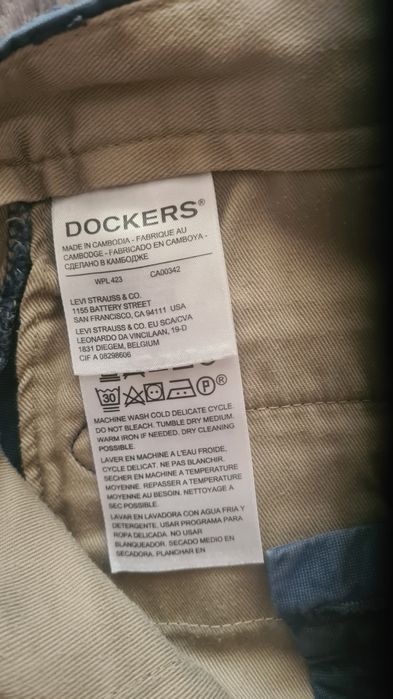 DOCKERS®
MADE IN CAMBODIA - FABRIQUE AU
CAMBODGE - FABRICADO EN CAMBOYA -
СДЕЛАНО В КАМБОДЖЕ
WPL 423 CA00342
LEVI STRAUSS & CO.
1155 BATTERY STREET
SAN FRANCISCO, CA 94111 USA
LEVI STRAUSS & CO. EU SCA/CVA
LEONARDO DA VINCILAAN, 19-D
1831 DIEGEM, BELGIUM
CIF A 08298606
30 P ®
MACHINE WASH COLD DELICATE CYCLE.
DO NOT BLEACH. TUMBLE DRY MEDIUM.
WARM IRON IF NEEDED. DRY CLEANING
POSSIBLE.
LAVER EN MACHINE A L'EAU FROIDE,
CYCLE DELICAT. NE PAS BLANCHIR.
SECHER EN MACHINE A TEMPERATURE
MOYENNE. REPASSER A TEMPERATURE
MOYENNE AU BESOIN. NETTOYAGE A
SEC POSSIBLE.
LAVAR EN LAVADORA CON AGUA FRIA Y
DETERGENTE. USAR PROGRAMA PARA
ROPA DELICADA. NO USAR
BLANQUEADOR. SECADO MEDIO EN
SECADORA. PLANCHAR EN